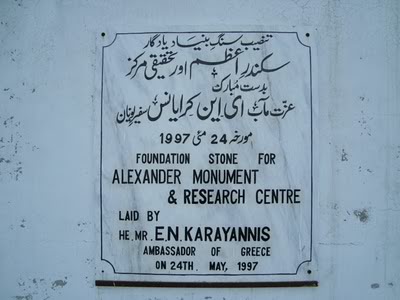 تنصیب سنگِ بنیاد یادگار
سکندرِ اعظم اور تحقیقی مرکز
بدست مبارک
عزت مآب ای این کرایانس سفیر یونان
مورخہ 24 مئی 1997
FOUNDATION STONE FOR
ALEXANDER MONUMENT
& RESEARCH CENTRE
LAID BY
HE. MR. E.N. KARAYANNIS
AMBASSADOR OF GREECE
ON 24TH. MAY, 1997